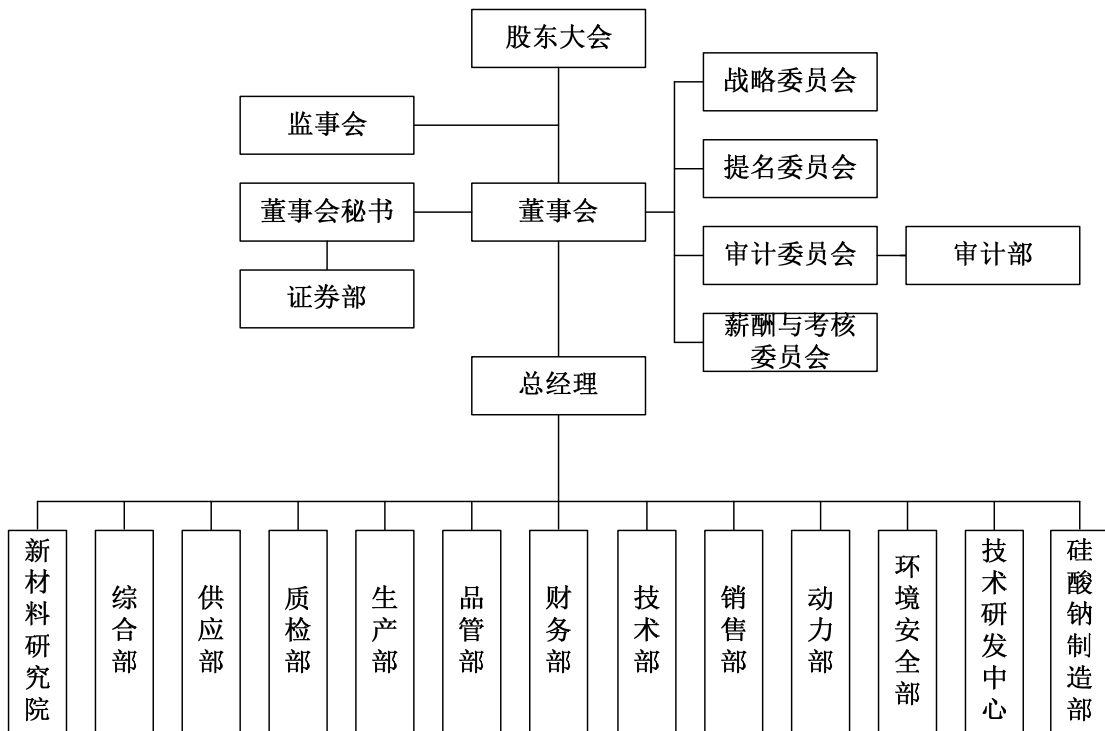 股东大会
战略委员会
监事会
提名委员会
董事会秘书
董事会
审计委员会
审计部
证券部
薪酬与考核
委员会
总经理
新材料研究院
综合部
供应部
质检部
生产部
品管部
财务部
技术部
销售部
动力部
环境安全部
技术研发中心
硅酸钠制造部